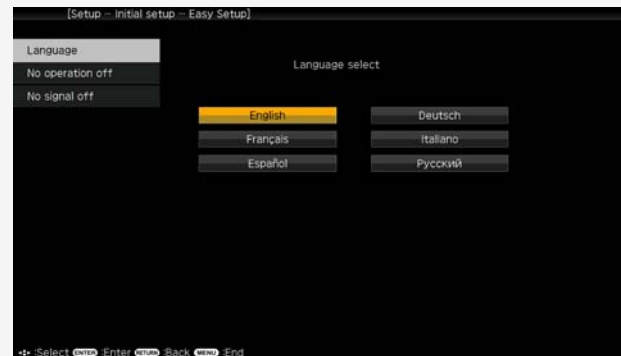 [Setup - Initial setup - Easy Setup]
Language
No operation off
No signal off
Language select
English
Deutsch
Français
Italiano
Español
Русский
:Select ENTER :Enter RETURN :Back MENU :End